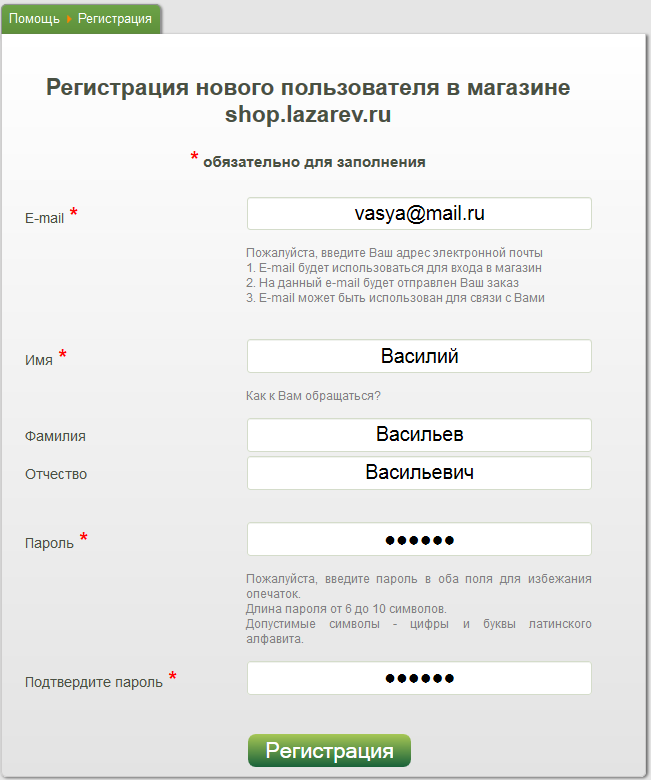 Помощь Регистрация
Регистрация нового пользователя в магазине
shop.lazarev.ru
* обязательно для заполнения
E-mail * vasya@mail.ru
Пожалуйста, введите Ваш адрес электронной почты
1. E-mail будет использоваться для входа в магазин
2. На данный e-mail будет отправлен Ваш заказ
3. E-mail может быть использован для связи с Вами
Имя * Василий
Как к Вам обращаться?
Фамилия Васильев
Отчество Васильевич
Пароль * ●●●●●●
Пожалуйста, введите пароль в оба поля для избежания
опечаток.
Длина пароля от 6 до 10 символов.
Допустимые символы - цифры и буквы латинского
алфавита.
Подтвердите пароль * ●●●●●●
Регистрация